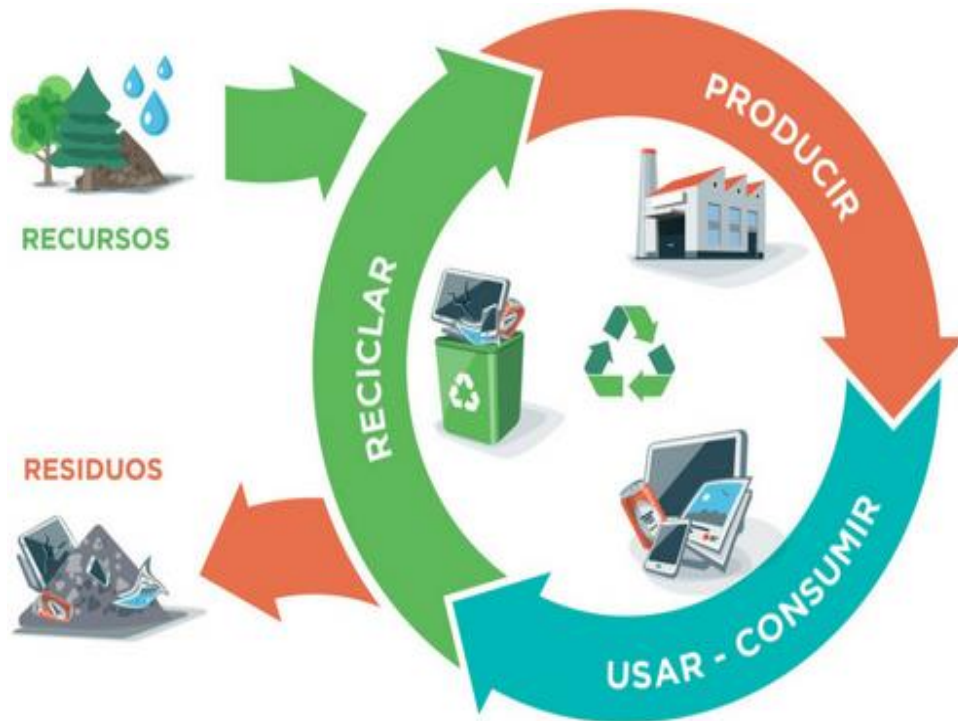 RECURSOS
PRODUCIR
RECICLAR
RESIDUOS
USAR - CONSUMIR